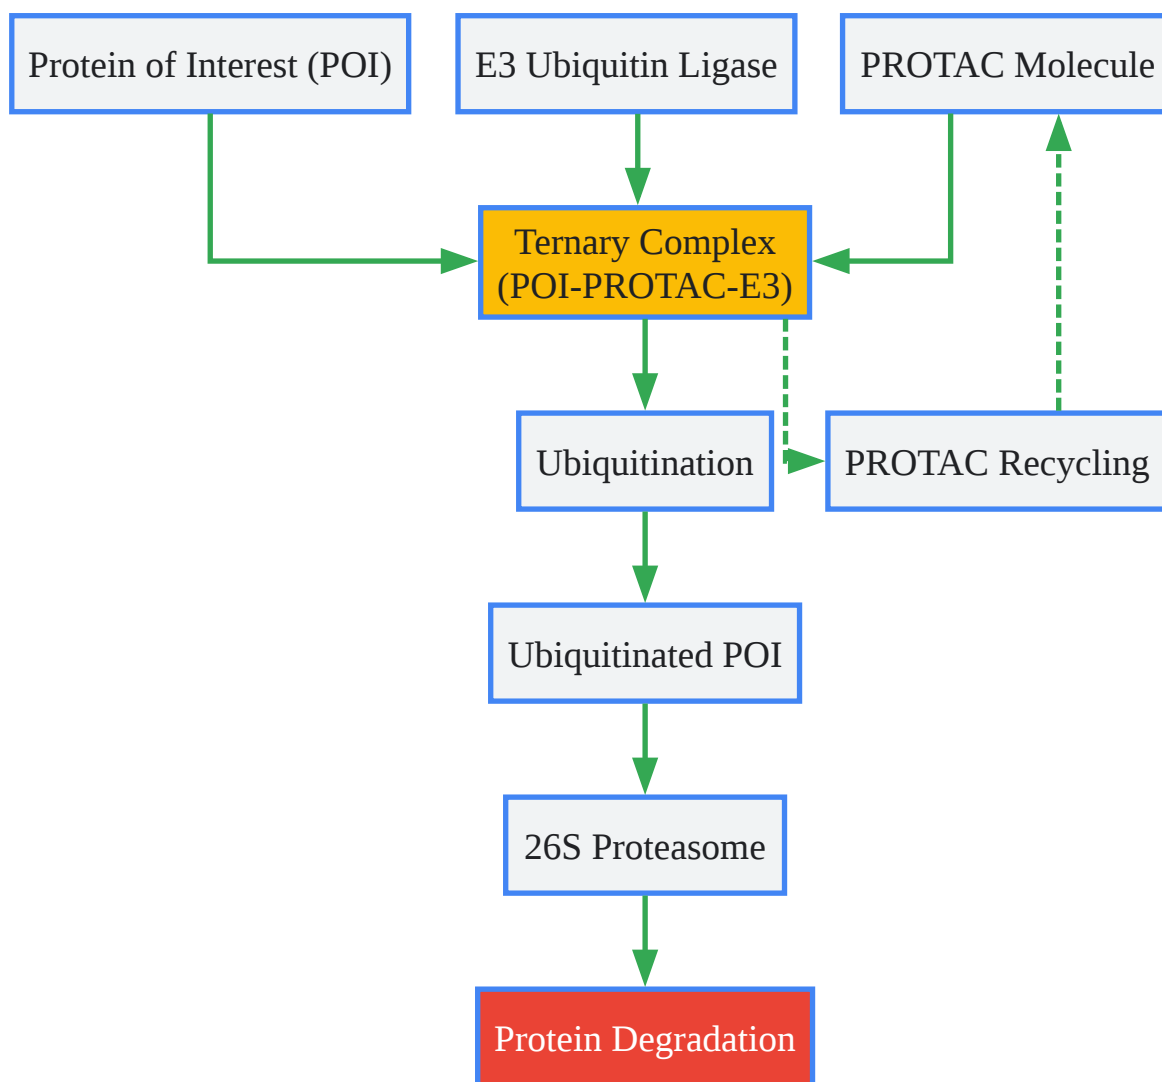 Protein of Interest (POI)
E3 Ubiquitin Ligase
PROTAC Molecule
Ternary Complex
(POI-PROTAC-E3)
Ubiquitination
PROTAC Recycling
Ubiquitinated POI
26S Proteasome
Protein Degradation